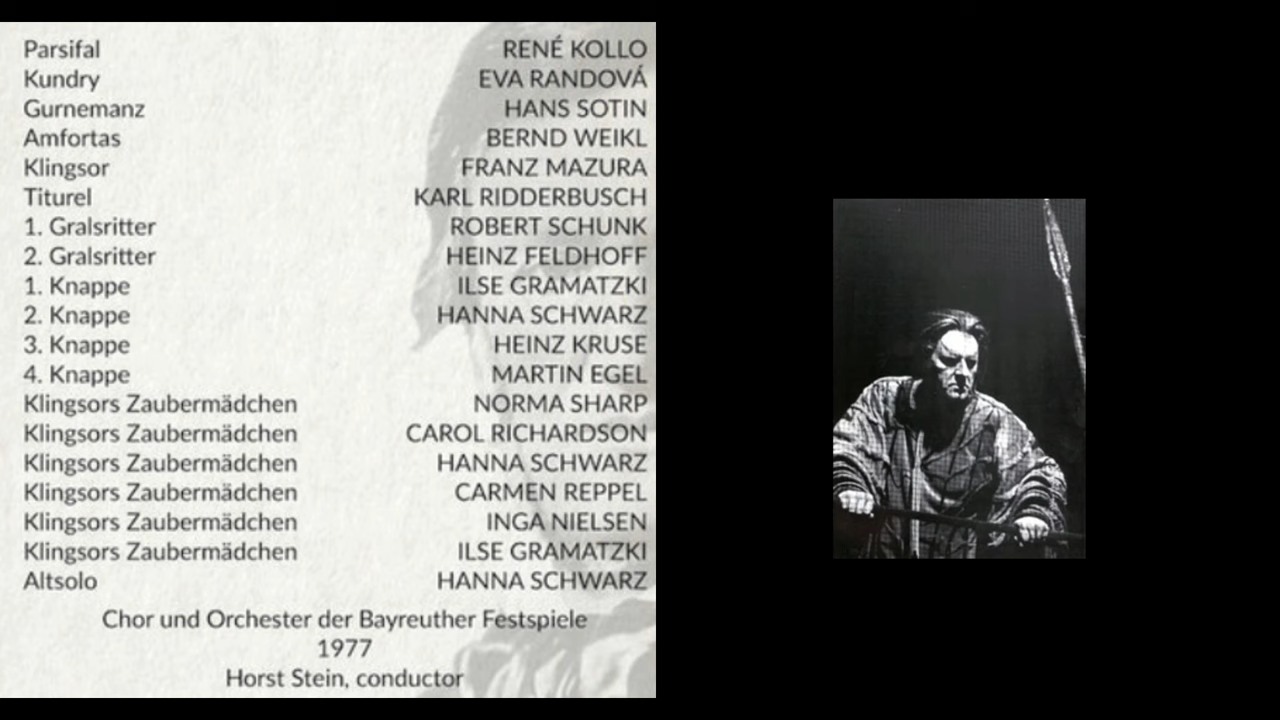 Parsifal RENÉ KOLLO
Kundry EVA RANDOVÁ
Gurnemanz HANS SOTIN
Amfortas BERND WEIKL
Klingsor FRANZ MAZURA
Titurel KARL RIDDERBUSCH
1. Gralsritter ROBERT SCHUNK
2. Gralsritter HEINZ FELDHOFF
1. Knappe ILSE GRAMATZKI
2. Knappe HANNA SCHWARZ
3. Knappe HEINZ KRUSE
4. Knappe MARTIN EGEL
Klingsors Zaubermädchen NORMA SHARP
Klingsors Zaubermädchen CAROL RICHARDSON
Klingsors Zaubermädchen HANNA SCHWARZ
Klingsors Zaubermädchen CARMEN REPPEL
Klingsors Zaubermädchen INGA NIELSEN
Klingsors Zaubermädchen ILSE GRAMATZKI
Altsolo HANNA SCHWARZ
Chor und Orchester der Bayreuther Festspiele
1977
Horst Stein, conductor